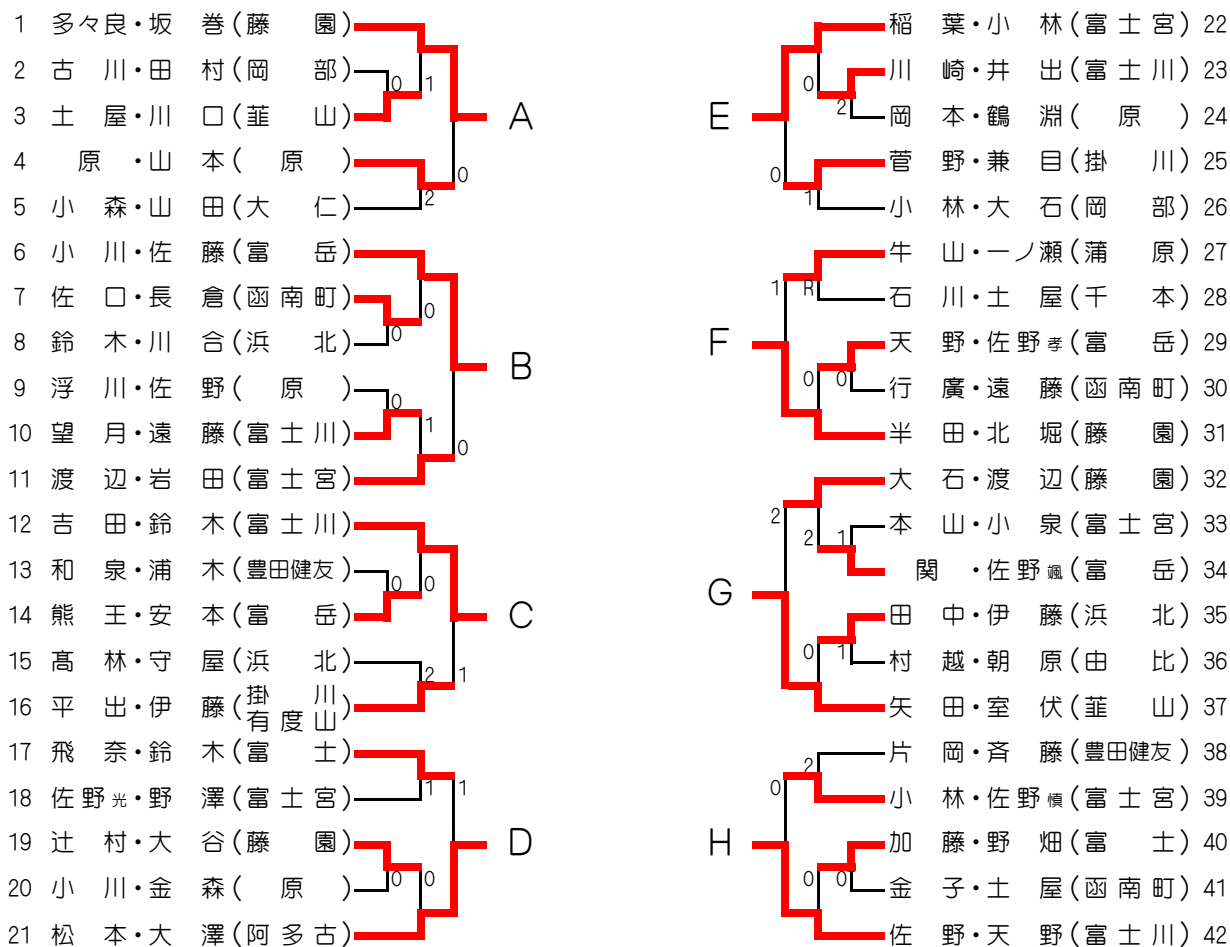 1 多々良・坂 巻(藤 園)
2 古 川・田 村(岡 部)
0 1
3 土 屋・川 口(韮 山)
A
4 原 ・山 本( 原 )
0
5 小 森・山 田(大 仁)
2
6 小 川・佐 藤(富 岳)
7 佐 口・長 倉(函南町)
0
8 鈴 木・川 合(浜 北)
0
B
9 浮 川・佐 野( 原 )
0
10 望 月・遠 藤(富士川)
1 0
11 渡 辺・岩 田(富士宮)
12 吉 田・鈴 木(富士川)
13 和 泉・浦 木(豊田健友)
0 0
14 熊 王・安 本(富 岳)
C
15 髙 林・守 屋(浜 北)
2 1
16 平 出・伊 藤(掛 川
有度山)
17 飛 奈・鈴 木(富 士)
1 1
18 佐野光・野 澤(富士宮)
19 辻 村・大 谷(藤 園)
D
20 小 川・金 森( 原 )
0 0
21 松 本・大 澤(阿多古)
稲 葉・小 林(富士宮) 22
0
川 崎・井 出(富士川) 23
2
岡 本・鶴 淵( 原 ) 24
E
菅 野・兼 目(掛 川) 25
0
小 林・大 石(岡 部) 26
1
牛 山・一ノ瀬(蒲 原) 27
1 R
石 川・土 屋(千 本) 28
天 野・佐野孝(富 岳) 29
F
0 0
行 廣・遠 藤(函南町) 30
半 田・北 堀(藤 園) 31
大 石・渡 辺(藤 園) 32
2
本 山・小 泉(富士宮) 33
2 1
関 ・佐野颯(富 岳) 34
G
田 中・伊 藤(浜 北) 35
0 1
村 越・朝 原(由 比) 36
矢 田・室 伏(韮 山) 37
片 岡・斉 藤(豊田健友) 38
2
0
小 林・佐野慎(富士宮) 39
加 藤・野 畑(富 士) 40
H
0 0
金 子・土 屋(函南町) 41
佐 野・天 野(富士川) 42